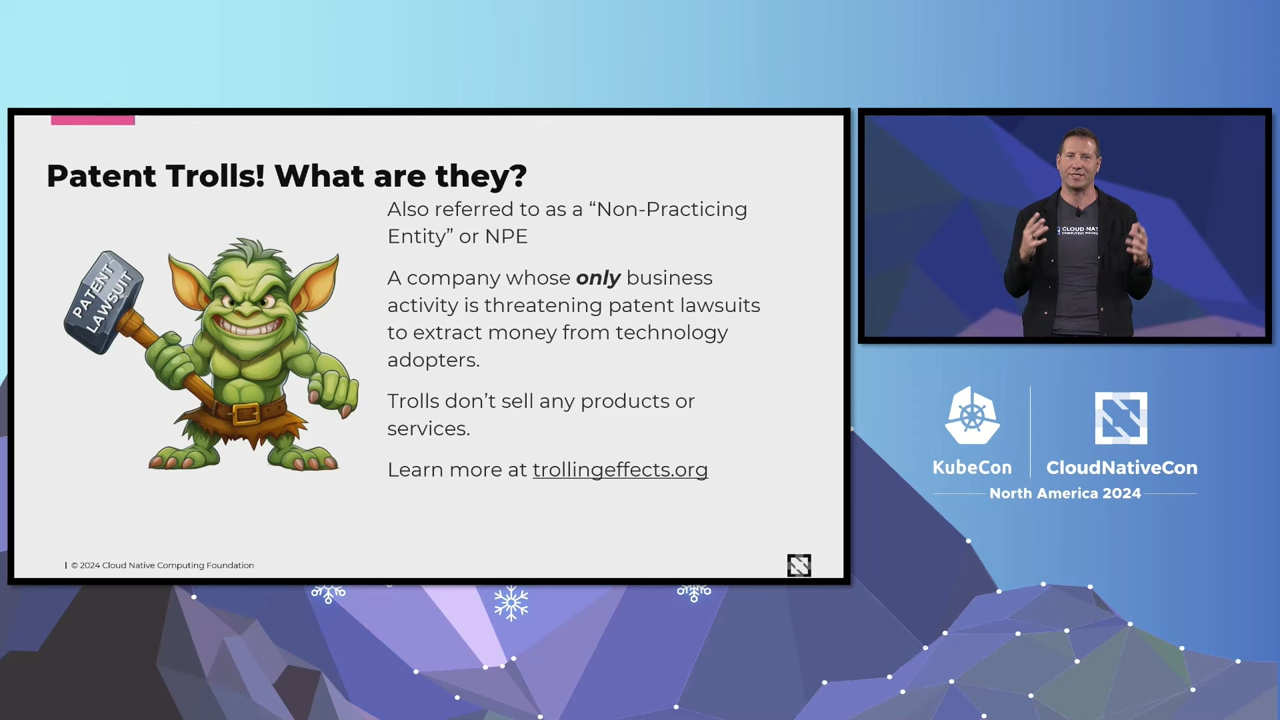 Patent Trolls! What are they?
PATENT
LAWSUIT
Also referred to as a “Non-Practicing
Entity” or NPE
A company whose only business
activity is threatening patent lawsuits
to extract money from technology
adopters.
Trolls don’t sell any products or
services.
Learn more at trollingeffects.org
| © 2024 Cloud Native Computing Foundation
CLOUD NAT
KubeCon
CloudNativeCon
North America 2024